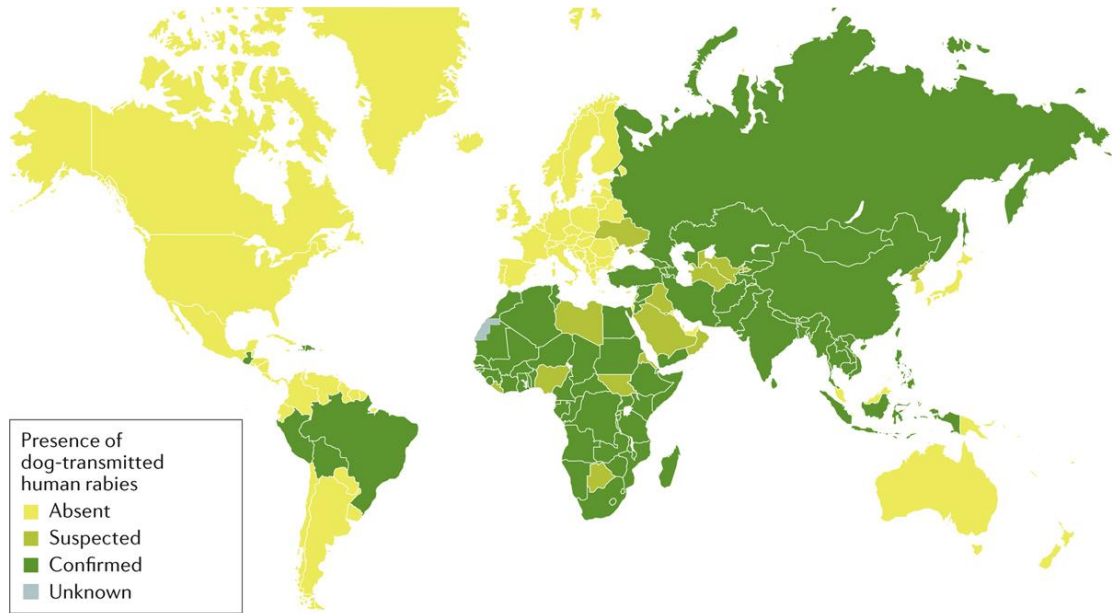 Presence of
dog-transmitted
human rabies
Absent
Suspected
Confirmed
Unknown